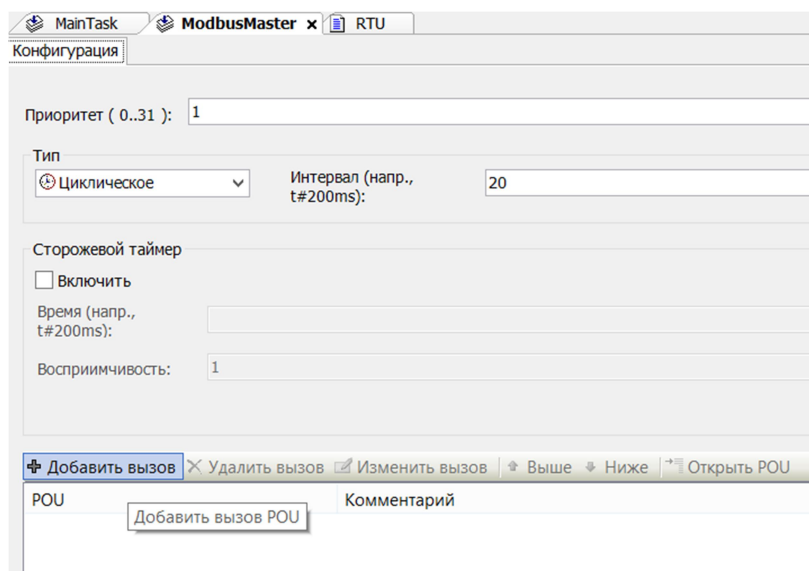 MainTask ModbusMaster x RTU
Конфигурация
Приоритет ( 0..31 ): 1
Тип
Циклическое Интервал (напр., t#200ms): 20
Сторожевой таймер
Включить
Время (напр., t#200ms):
Восприимчивость: 1
Добавить вызов Удалить вызов Изменить вызов Выше Ниже Открыть POU
POU Комментарий
Добавить вызов POU